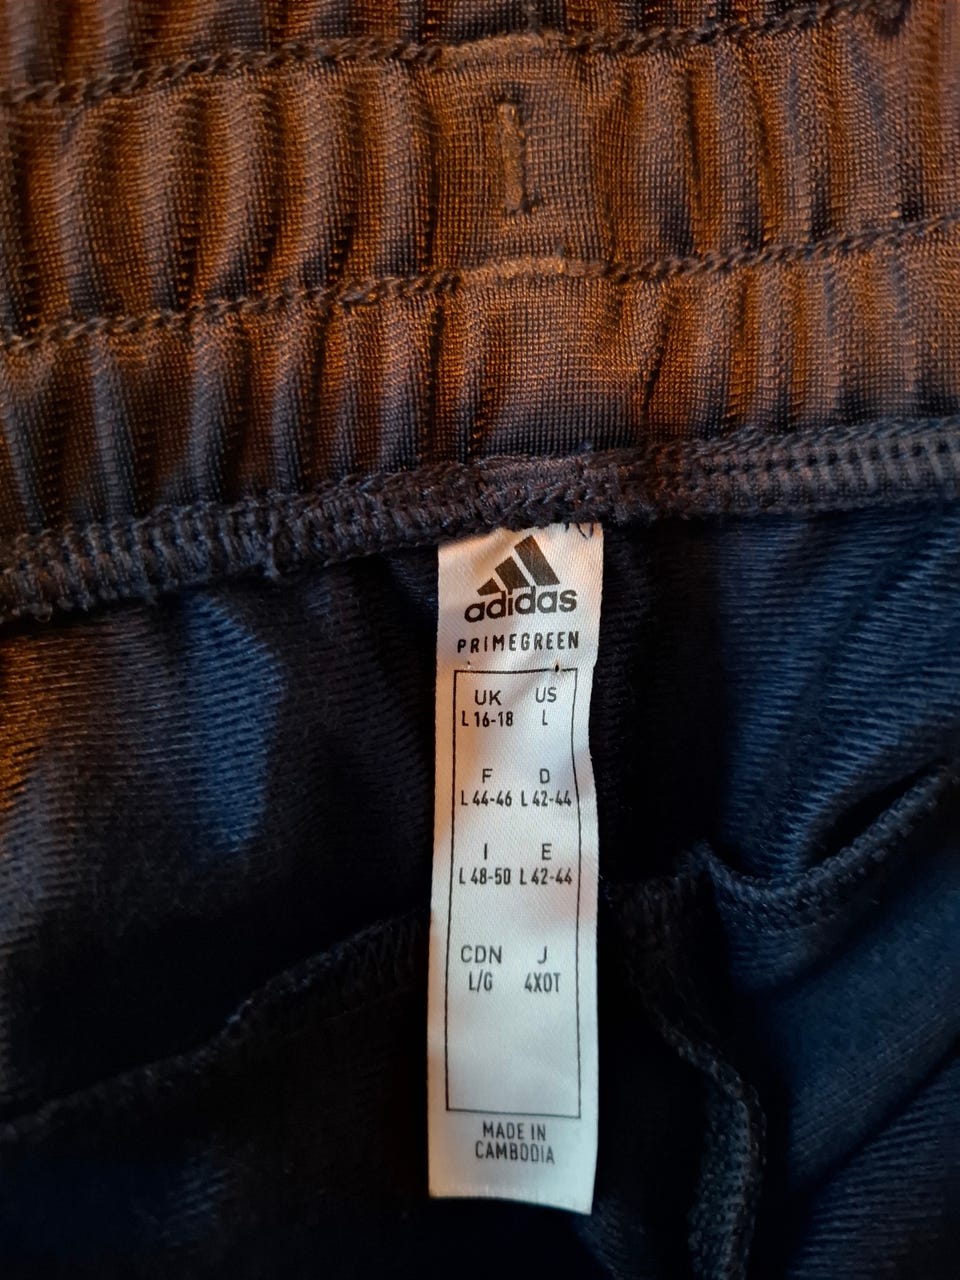 adidas
PRIMEGREEN
UK US
L 16-18 L
F D
L 44-46 L 42-44
I E
L 48-50 L 42-44
CDN J
L/G 4XOT
MADE IN
CAMBODIA